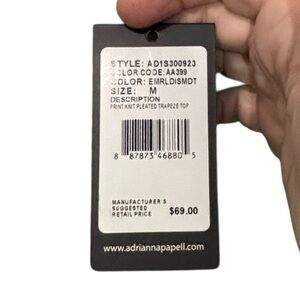 STYLE: AD1S300923
COLOR CODE: AA399
COLOR: EMRLDISMDT
SIZE: M
DESCRIPTION
PRINT KNIT PLEATED TRAPEZE TOP
8 87873 46880 5
MANUFACTURER'S
SUGGESTED
RETAIL PRICE $69.00
www.adriannapapell.com